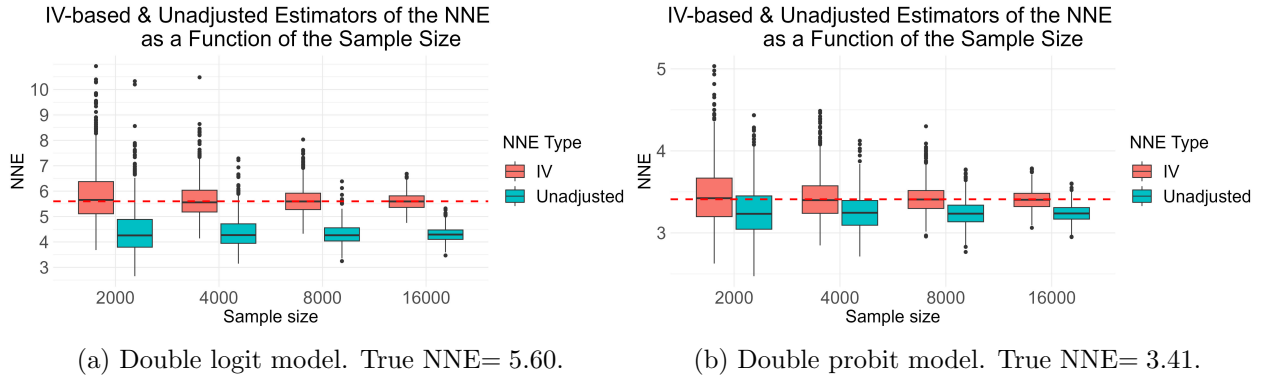 IV-based & Unadjusted Estimators of the NNE
as a Function of the Sample Size
NNE
10
9
8
7
6
5
4
3
2000
4000
8000
16000
Sample size
NNE Type
IV
Unadjusted
(a) Double logit model. True NNE= 5.60.
IV-based & Unadjusted Estimators of the NNE
as a Function of the Sample Size
NNE
5
4
3
2000
4000
8000
16000
Sample size
NNE Type
IV
Unadjusted
(b) Double probit model. True NNE= 3.41.